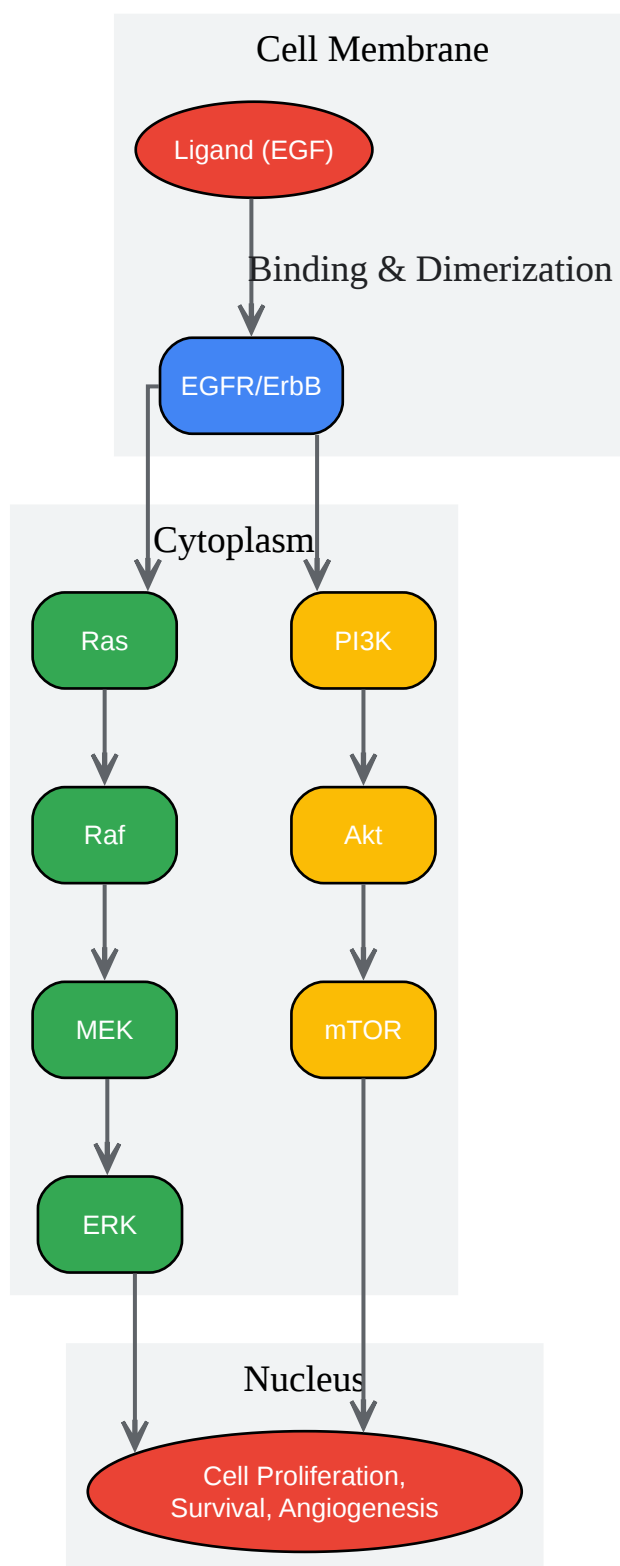 Cell Membrane
Ligand (EGF)
Binding & Dimerization
EGFR/ErbB
Cytoplasm
Ras
PI3K
Raf
Akt
MEK
mTOR
ERK
Nucleus
Cell Proliferation,
Survival, Angiogenesis